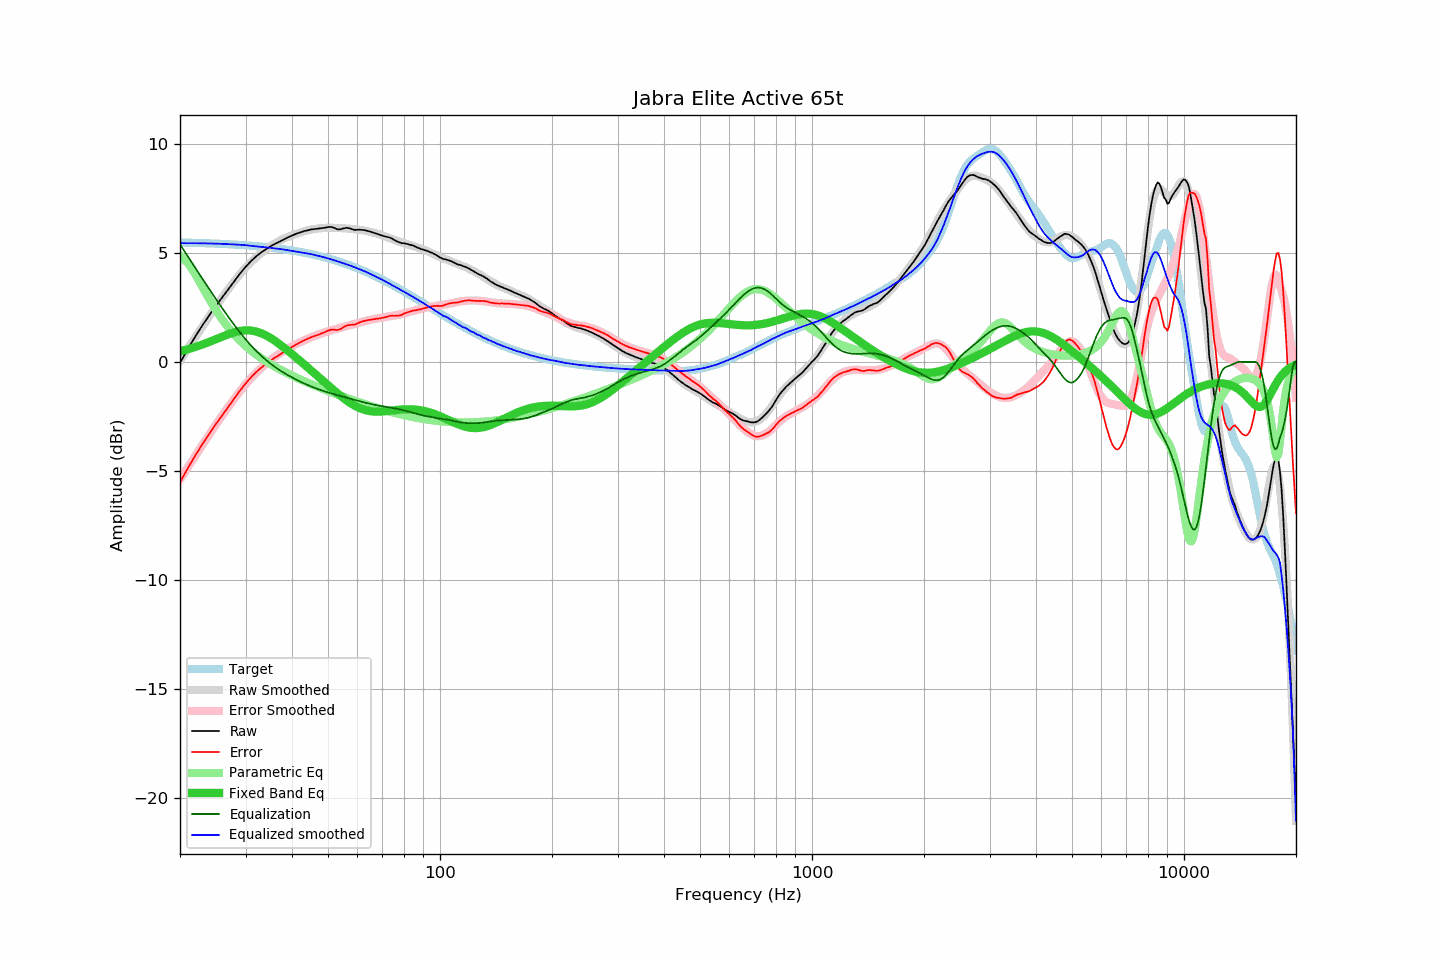 Jabra Elite Active 65t
10
5
0
−5
−10
−15
−20
Amplitude (dBr)
Target
Raw Smoothed
Error Smoothed
Raw
Error
Parametric Eq
Fixed Band Eq
Equalization
Equalized smoothed
100 1000 10000
Frequency (Hz)